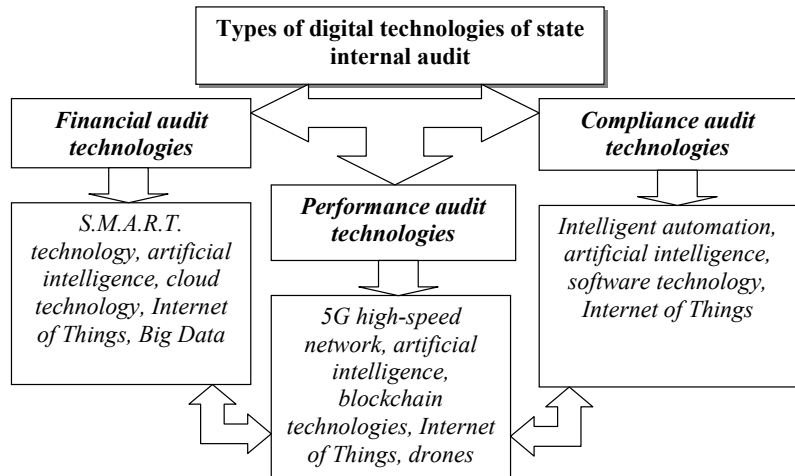 Types of digital technologies of state
internal audit
Financial audit
technologies
Compliance audit
technologies
Performance audit
technologies
S.M.A.R.T.
technology, artificial
intelligence, cloud
technology, Internet
of Things, Big Data
Intelligent automation,
artificial intelligence,
software technology,
Internet of Things
5G high-speed
network, artificial
intelligence,
blockchain
technologies, Internet
of Things, drones